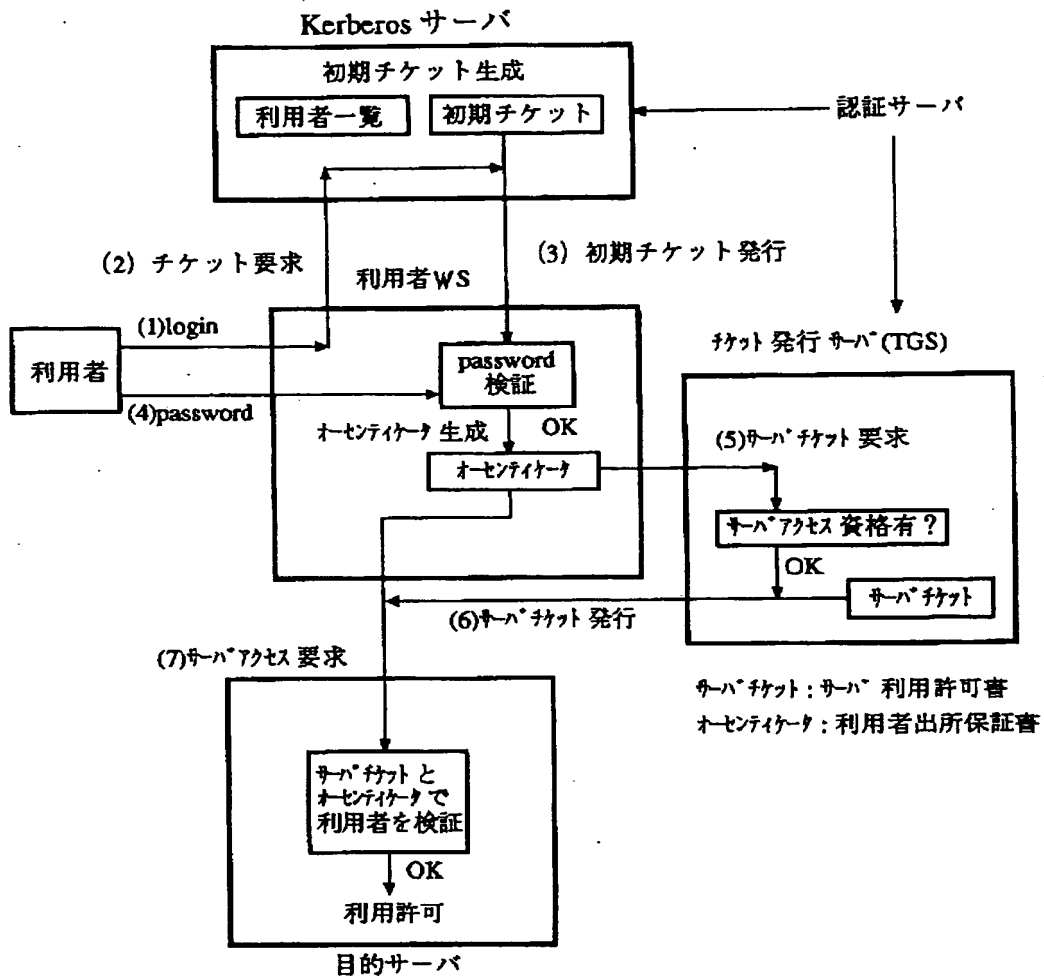 Kerberos サーバ
初期チケット生成
利用者一覧
初期チケット
認証サーバ
(2) チケット要求
(3) 初期チケット発行
利用者WS
(1)login
チケット発行サーバ(TGS)
利用者
password
検証
(4)password
オーセンティケータ生成
OK
(5)サーバチケット要求
オーセンティケータ
サーバアクセス資格有?
OK
サーバチケット
(6)サーバチケット発行
(7)サーバアクセス要求
サーバチケット:サーバ利用許可書
オーセンティケータ:利用者出所保証書
サーバチケットと
オーセンティケータで
利用者を検証
OK
利用許可
目的サーバ